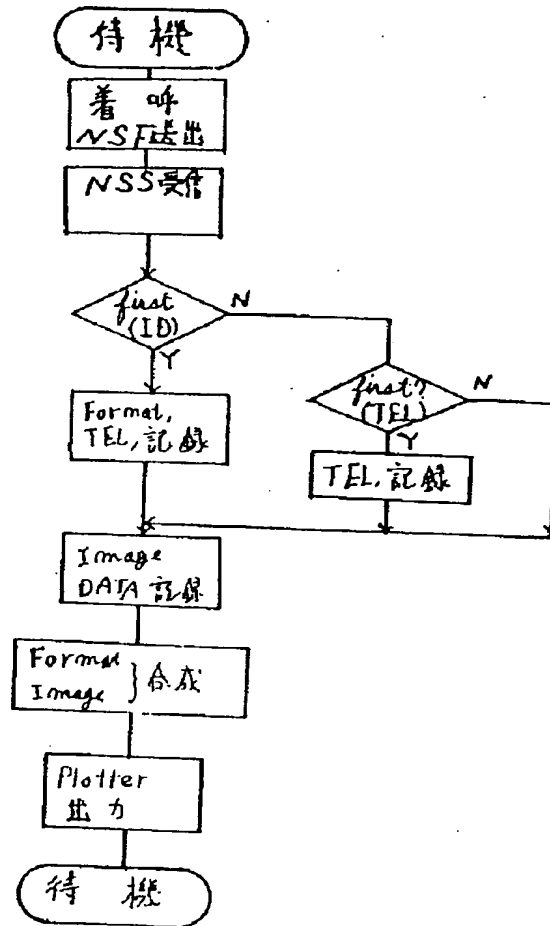 待機
着呼
NSF送出
NSS受信
first
(ID)
N
Y
first?
(TEL)
N
Y
Format,
TEL,記録
TEL,記録
Image
DATA 記録
Format
Image } 合成
Plotter
出力
待機